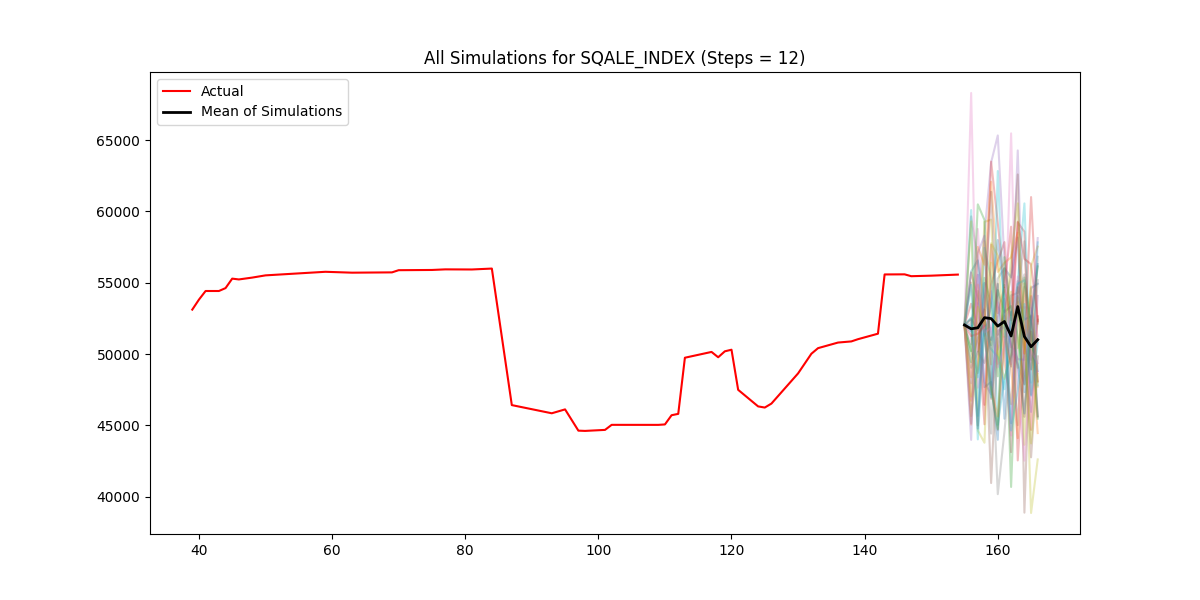 All Simulations for SQALE_INDEX (Steps = 12)
Actual
Mean of Simulations
65000
60000
55000
50000
45000
40000
40 60 80 100 120 140 160